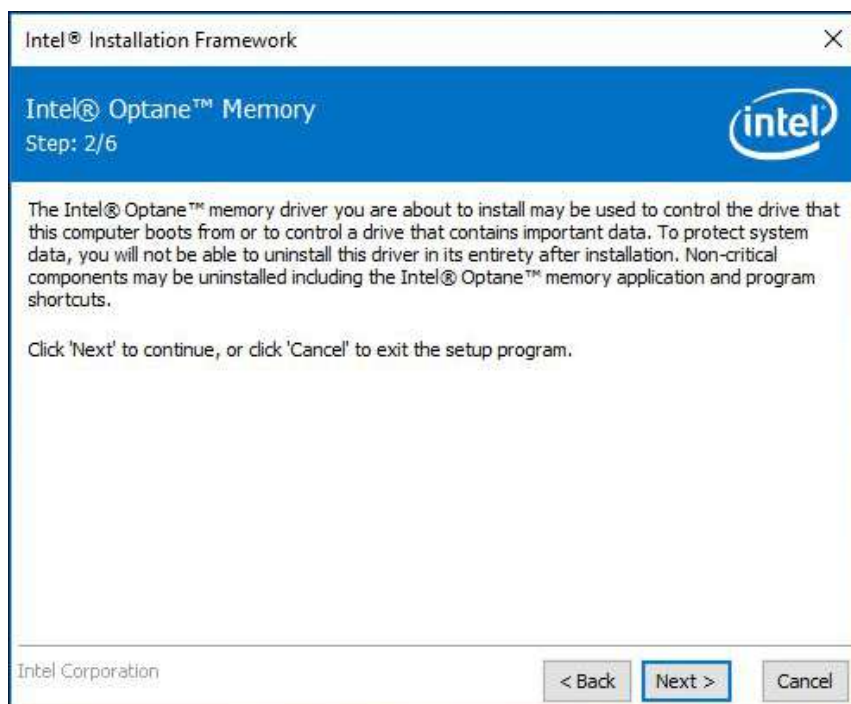 Intel® Installation Framework
Intel® Optane™ Memory
Step: 2/6
intel
The Intel® Optane™ memory driver you are about to install may be used to control the drive that
this computer boots from or to control a drive that contains important data. To protect system
data, you will not be able to uninstall this driver in its entirety after installation. Non-critical
components may be uninstalled including the Intel® Optane™ memory application and program
shortcuts.
Click 'Next' to continue, or click 'Cancel' to exit the setup program.
Intel Corporation
< Back
Next >
Cancel